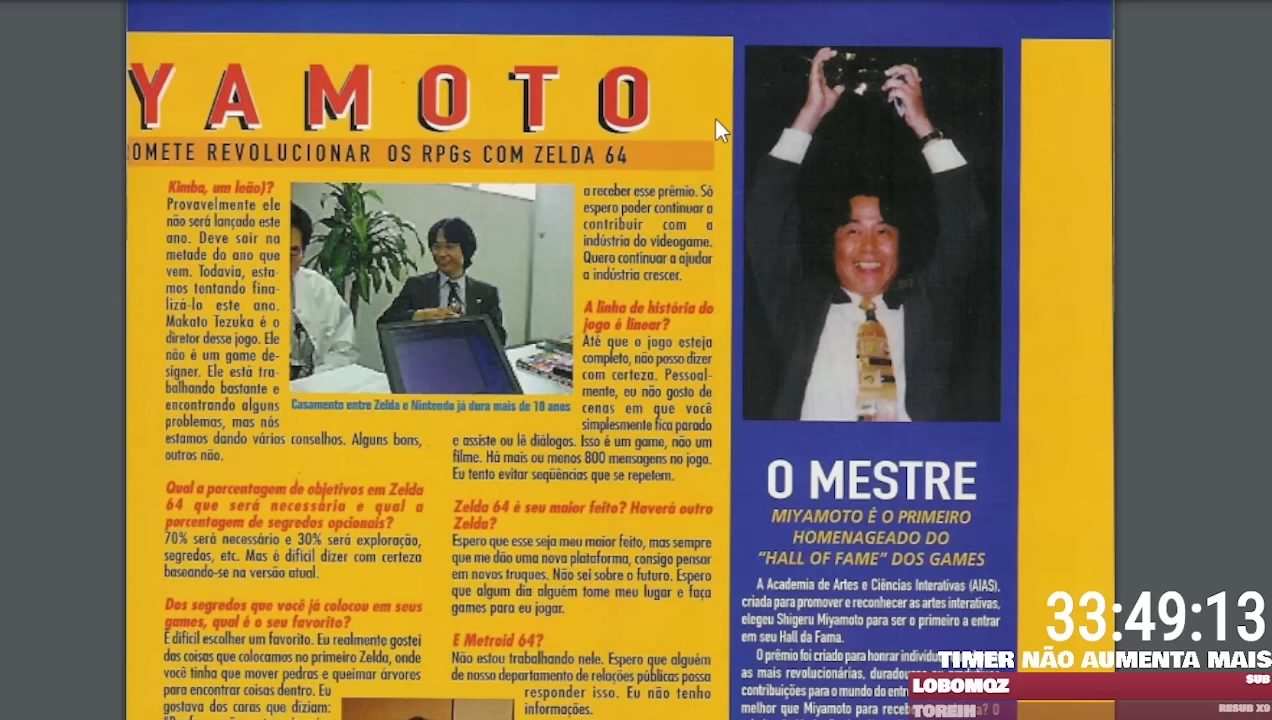 YAMOTO
OMETE REVOLUCIONAR OS RPGs COM ZELDA 64
Kimba, um leão)?
Provavelmente ele
não será lançado este
ano. Deve sair na
metade do ano que
vem. Todavia, esta-
mos tentando fina-
lizá-lo este ano.
Makato Tezuka é o
diretor desse jogo. Ele
não é um game de-
signer. Ele está tra-
balhando bastante e
encontrando alguns
problemas, mas nós
estamos dando vários conselhos. Alguns bons,
outros não.
Qual a porcentagem de objetivos em Zelda
64 que será necessária e qual a
porcentagem de segredos opcionais?
70% será necessário e 30% será exploração,
segredos, etc. Mas é difícil dizer com certeza
baseando-se na versão atual.
Dos segredos que você já colocou em seus
games, qual é o seu favorito?
É difícil escolher um favorito. Eu realmente gostei
das coisas que colocamos no primeiro Zelda, onde
você tinha que mover pedras e queimar árvores
para encontrar coisas dentro. Eu
gostava dos caras que diziam:
Casamento entre Zelda e Nintendo já dura mais de 10 anos
a receber esse prêmio. Só
espero poder continuar a
contribuir com a
indústria do videogame.
Quero continuar a ajudar
a indústria crescer.
A linha de história do
jogo é linear?
Até que o jogo esteja
completo, não posso dizer
com certeza. Pessoal-
mente, eu não gosto de
cenas em que você
simplesmente fica parado
e assiste ou lê diálogos. Isso é um game, não um
filme. Há mais ou menos 800 mensagens no jogo.
Eu tento evitar seqüências que se repetem.
Zelda 64 é seu maior feito? Haverá outro
Zelda?
Espero que esse seja meu maior feito, mas sempre
que me dão uma nova plataforma, consigo pensar
em novos truques. Não sei sobre o futuro. Espero
que algum dia alguém tome meu lugar e faça
games para eu jogar.
E Metroid 64?
Não estou trabalhando nele. Espero que alguém
de nosso departamento de relações públicas possa
responder isso. Eu não tenho
informações.
O MESTRE
MIYAMOTO É O PRIMEIRO
HOMENAGEADO DO
"HALL OF FAME" DOS GAMES
A Academia de Artes e Ciências Interativas (AIAS),
criada para promover e reconhecer as artes interativas,
elegeu Shigeru Miyamoto para ser o primeiro a entrar
em seu Hall da Fama.
O prêmio foi criado para honrar
as mais revolucionárias,
contribuições para o mundo do
melhor que Miyamoto para
33:49:13
TIMER NÃO AUMENTA MAIS
LOBOMOZ SUB
TOREIH RESUB X9